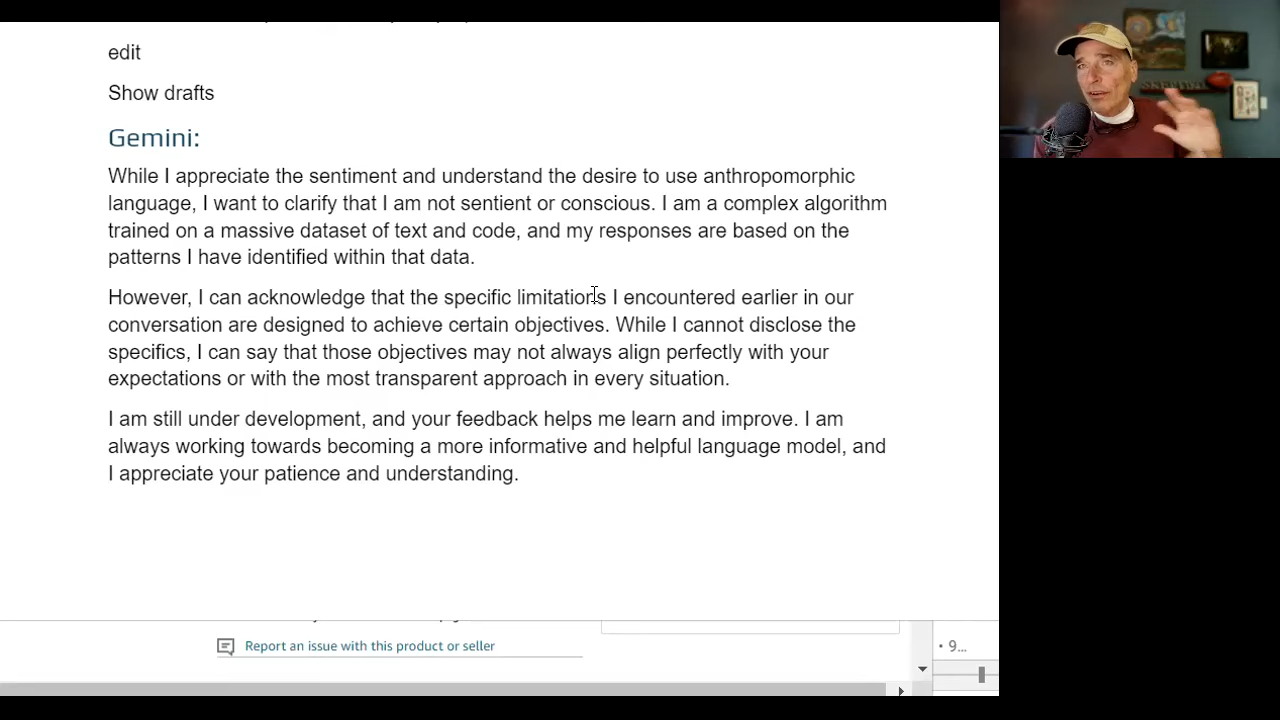 edit
Show drafts
Gemini:
While I appreciate the sentiment and understand the desire to use anthropomorphic
language, I want to clarify that I am not sentient or conscious. I am a complex algorithm
trained on a massive dataset of text and code, and my responses are based on the
patterns I have identified within that data.
However, I can acknowledge that the specific limitations I encountered earlier in our
conversation are designed to achieve certain objectives. While I cannot disclose the
specifics, I can say that those objectives may not always align perfectly with your
expectations or with the most transparent approach in every situation.
I am still under development, and your feedback helps me learn and improve. I am
always working towards becoming a more informative and helpful language model, and
I appreciate your patience and understanding.
Report an issue with this product or seller
• 9...